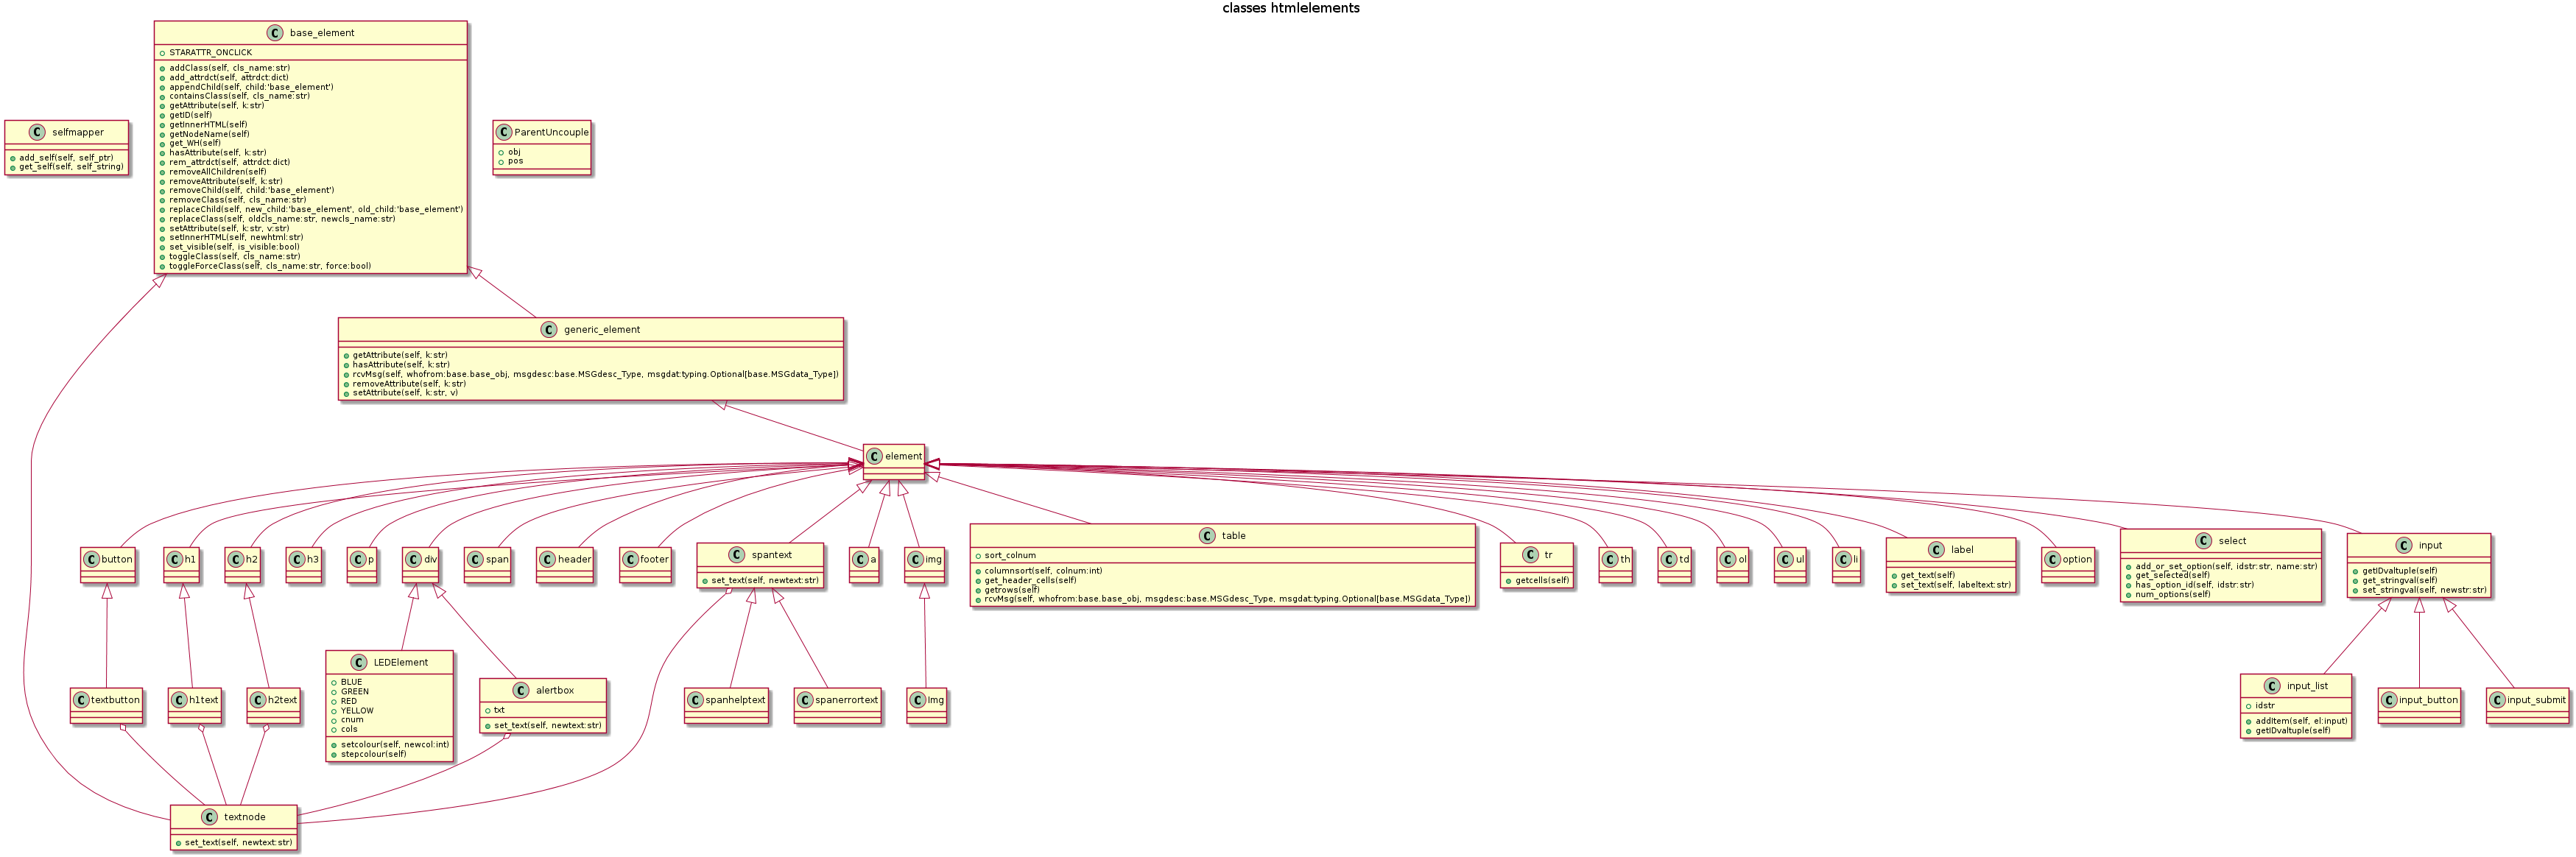 classes htmlelements
C base_element
STARATTR_ONCLICK
addClass(self, cls_name:str)
add_attrdct(self, attrdct:dict)
appendChild(self, child:'base_element')
containsClass(self, cls_name:str)
getAttribute(self, k:str)
getID(self)
getInnerHTML(self)
getNodeName(self)
get_WH(self)
hasAttribute(self, k:str)
rem_attrdct(self, attrdct:dict)
removeAllChildren(self)
removeAttribute(self, k:str)
removeChild(self, child:'base_element')
removeClass(self, cls_name:str)
replaceChild(self, new_child:'base_element', old_child:'base_element')
replaceClass(self, oldcls_name:str, newcls_name:str)
setAttribute(self, k:str, v:str)
setInnerHTML(self, newhtml:str)
set_visible(self, is_visible:bool)
toggleClass(self, cls_name:str)
toggleForceClass(self, cls_name:str, force:bool)
C selfmapper
add_self(self, self_ptr)
get_self(self, self_string)
C ParentUncouple
obj
pos
C generic_element
getAttribute(self, k:str)
hasAttribute(self, k:str)
rcvMsg(self, whofrom:base.base_obj, msgdesc:base.MSGdesc_Type, msgdat:typing.Optional[base.MSGdata_Type])
removeAttribute(self, k:str)
setAttribute(self, k:str, v)
C element
C button
C h1
C h2
C h3
C p
C div
C span
C header
C footer
C spantext
set_text(self, newtext:str)
C a
C img
C table
sort_colnum
columnsort(self, colnum:int)
get_header_cells(self)
getrows(self)
rcvMsg(self, whofrom:base.base_obj, msgdesc:base.MSGdesc_Type, msgdat:typing.Optional[base.MSGdata_Type])
C tr
getcells(self)
C th
C td
C ol
C ul
C li
C label
get_text(self)
set_text(self, labeltext:str)
C option
C select
add_or_set_option(self, idstr:str, name:str)
get_selected(self)
has_option_id(self, idstr:str)
num_options(self)
C input
getIDvaltuple(self)
get_stringval(self)
set_stringval(self, newstr:str)
C textbutton
C h1text
C h2text
C LEDElement
BLUE
GREEN
RED
YELLOW
cnum
cols
setcolour(self, newcol:int)
stepcolour(self)
C alertbox
txt
set_text(self, newtext:str)
C spanhelptext
C spanerrortext
C Img
C input_list
idstr
addItem(self, el:input)
getIDvaltuple(self)
C input_button
C input_submit
C textnode
set_text(self, newtext:str)